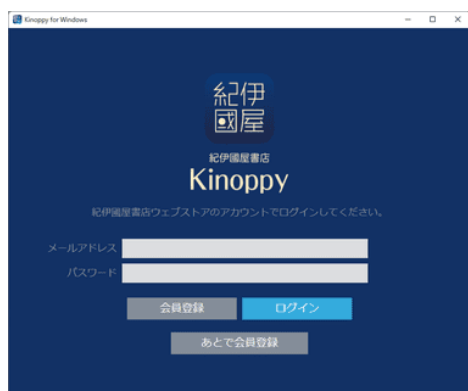 Kinoppy for Windows
紀伊
國屋
紀伊國屋書店
Kinoppy
紀伊國屋書店ウェブストアのアカウントでログインしてください。
メールアドレス
パスワード
会員登録 ログイン
あとで会員登録